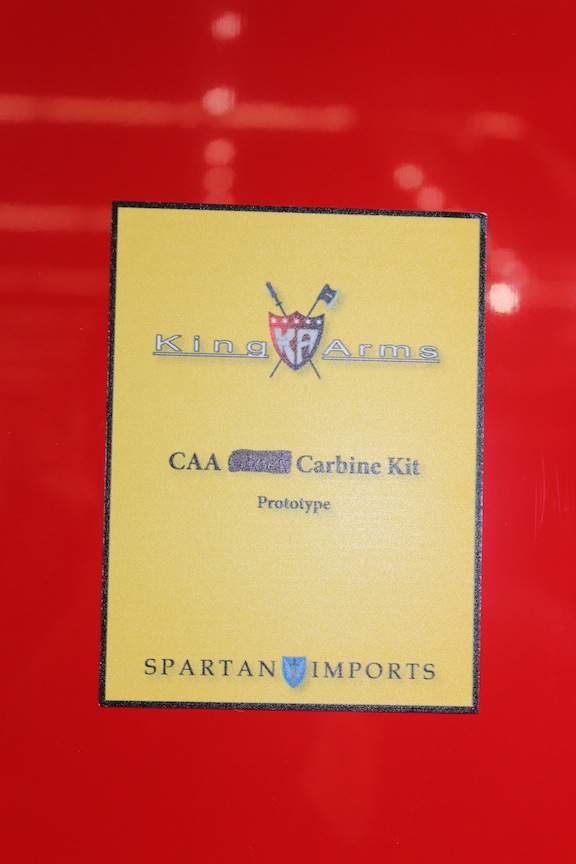 King KA Arms
CAA Carbine Kit
Prototype
SPARTAN IMPORTS